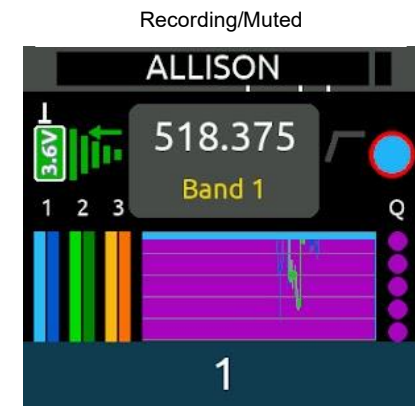 Recording/Muted
ALLISON
3.6V
518.375
Band 1
1 2 3
Q
1